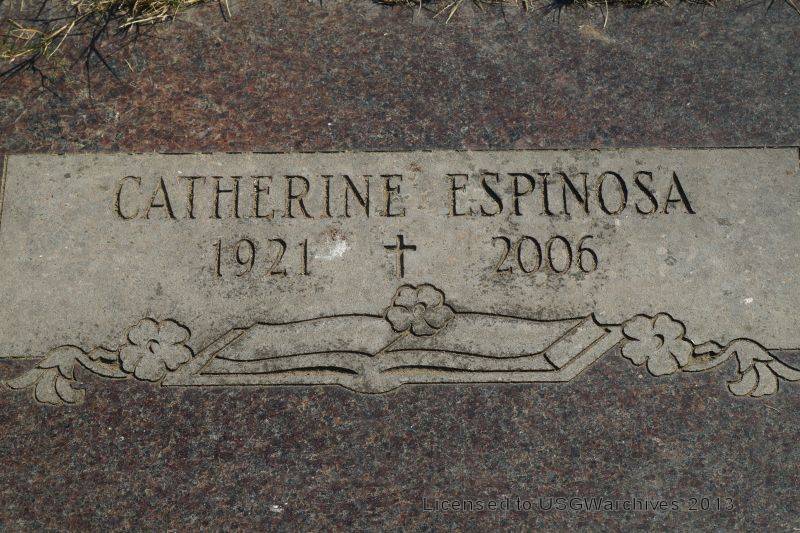 CATHERINE ESPINOSA
1921 ✝ 2006
Licensed to USGWarchives 2013